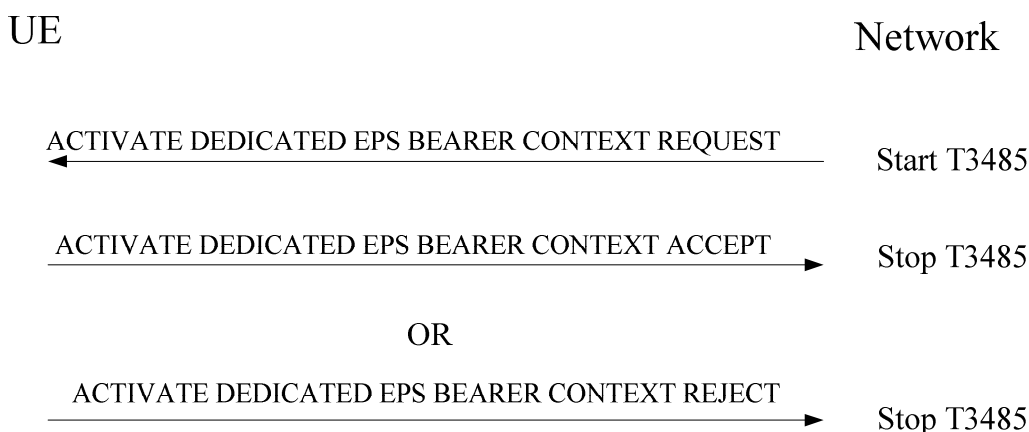 UE
Network
ACTIVATE DEDICATED EPS BEARER CONTEXT REQUEST
Start T3485
ACTIVATE DEDICATED EPS BEARER CONTEXT ACCEPT
Stop T3485
OR
ACTIVATE DEDICATED EPS BEARER CONTEXT REJECT
Stop T3485